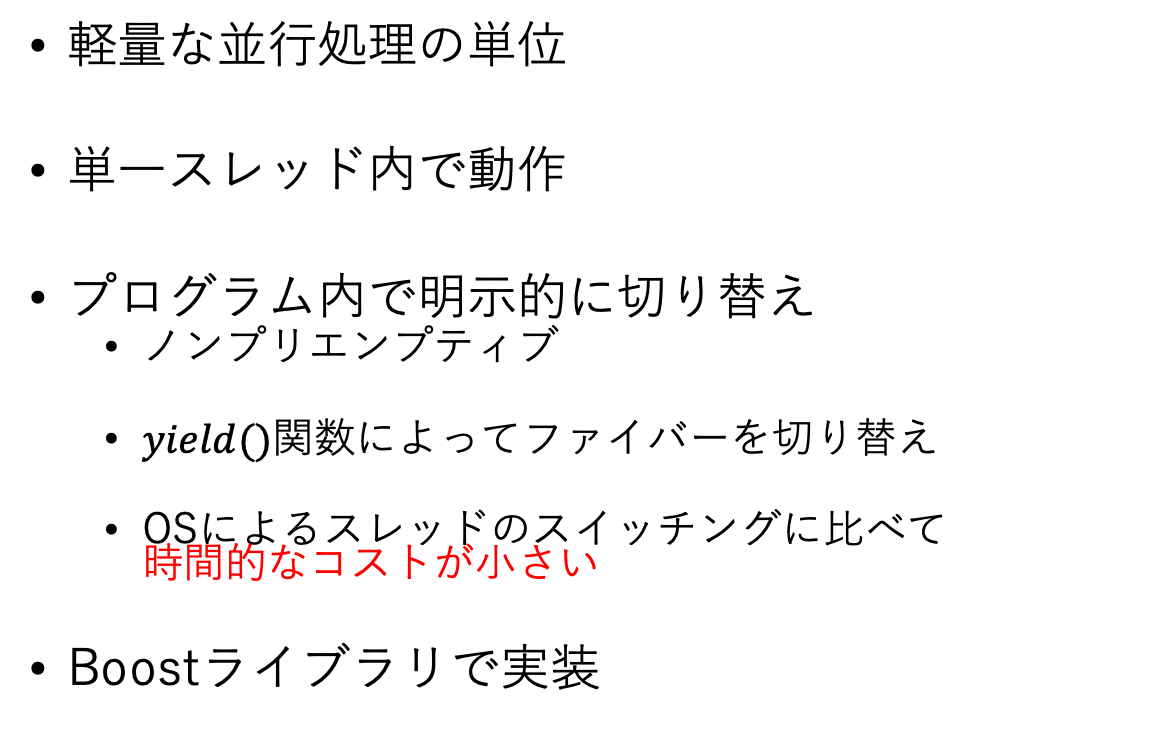 • 軽量な並行処理の単位
• 単一スレッド内で動作
• プログラム内で明示的に切り替え
• ノンプリエンプティブ
• yield()関数によってファイバーを切り替え
• OSによるスレッドのスイッチングに比べて
時間的なコストが小さい
• Boostライブラリで実装